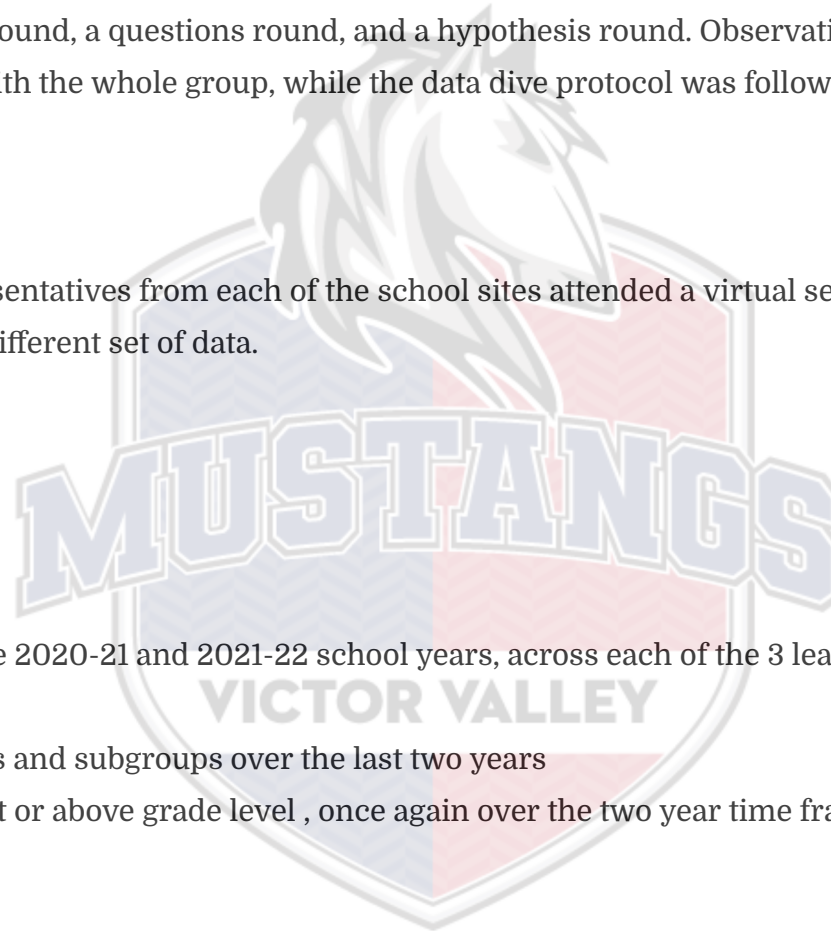 ound, a questions round, and a hypothesis round. Observati
ith the whole group, while the data dive protocol was follow
sentatives from each of the school sites attended a virtual se
ifferent set of data.
MUSTANGS
e 2020-21 and 2021-22 school years, across each of the 3 lea
VICTOR VALLEY
s and subgroups over the last two years
t or above grade level , once again over the two year time fra